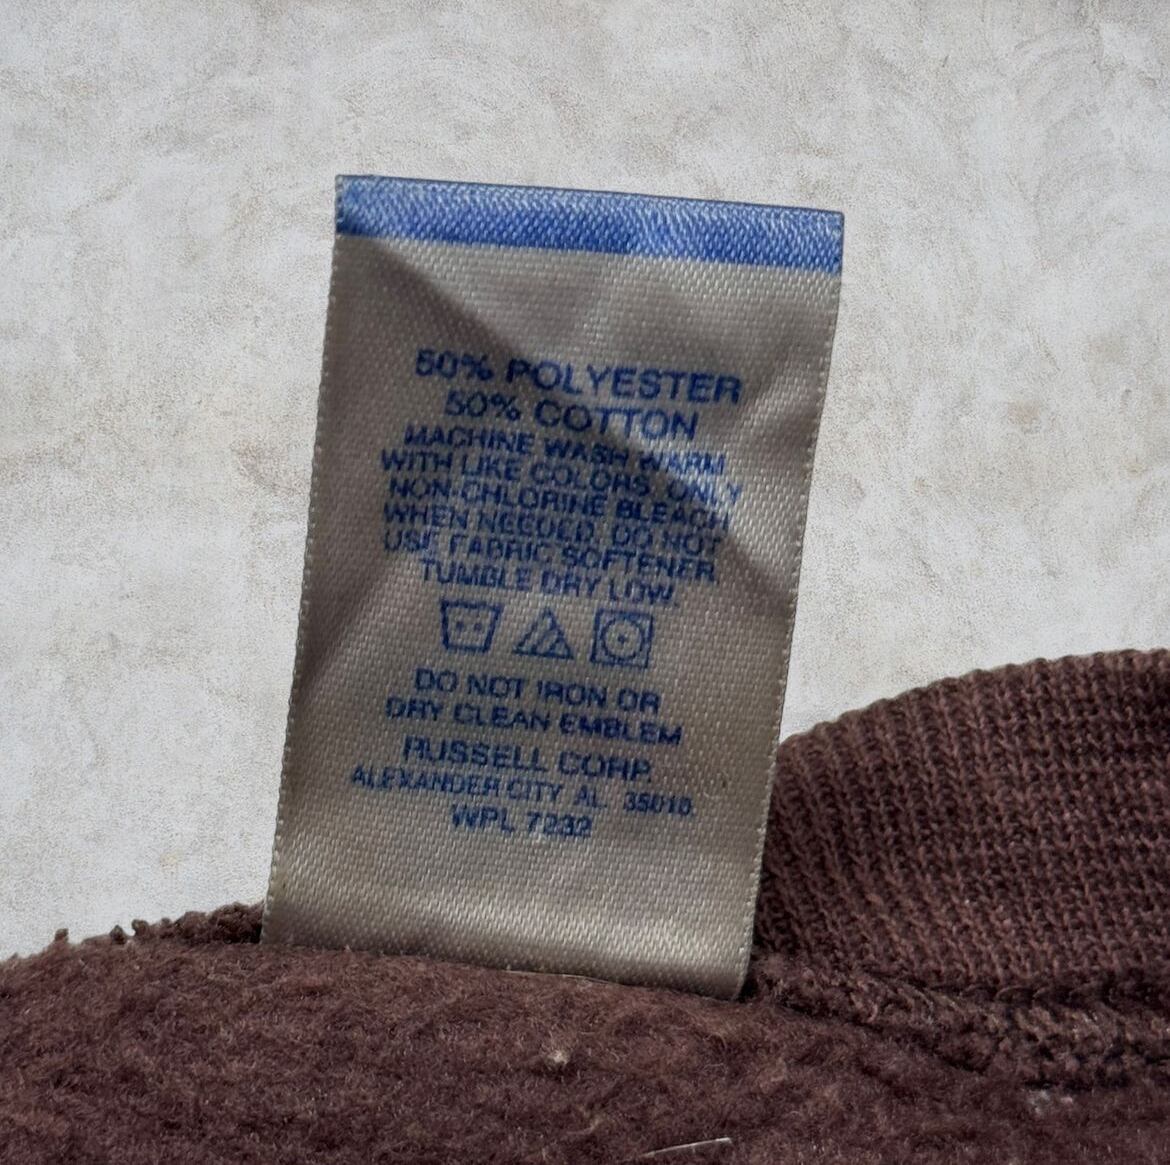 50% POLYESTER
50% COTTON
MACHINE WASH WARM
WITH LIKE COLORS, ONLY
NON-CHLORINE BLEACH
WHEN NEEDED, DO NOT
USE FABRIC SOFTENER
TUMBLE DRY LOW.
DO NOT IRON OR
DRY CLEAN EMBLEM
RUSSELL CORP.
ALEXANDER CITY AL 35010
WPL 7232